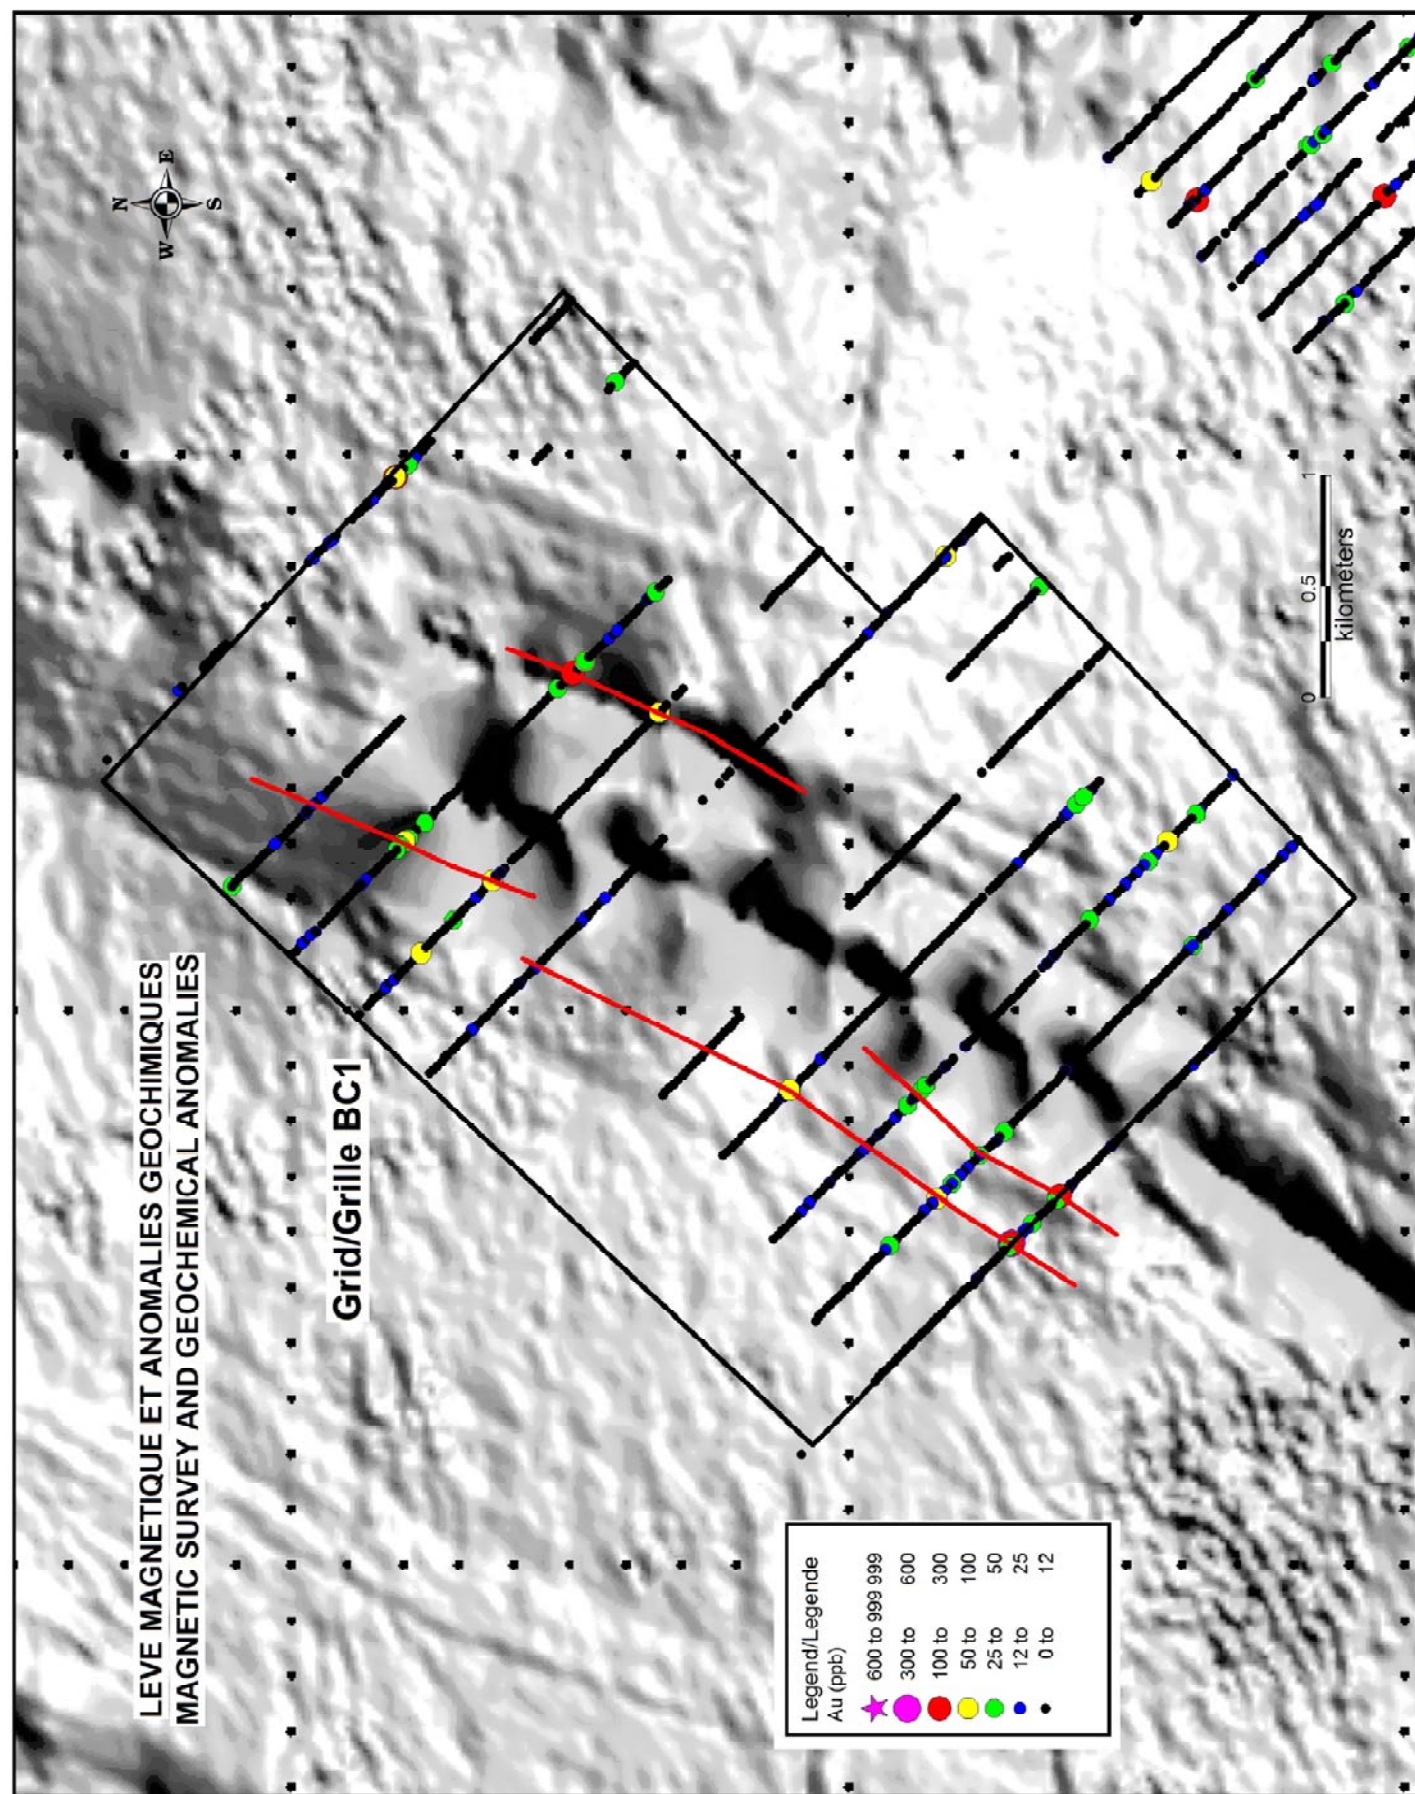 LEVE MAGNETIQUE ET ANOMALIES GEOCHIMIQUES
MAGNETIC SURVEY AND GEOCHEMICAL ANOMALIES
N
W
E
S
Grid/Grille BC1
Legend/Legende
Au (ppb)
600 to 999 999
300 to 600
100 to 300
50 to 100
25 to 50
12 to 25
0 to 12
0 0.5 1
kilometers